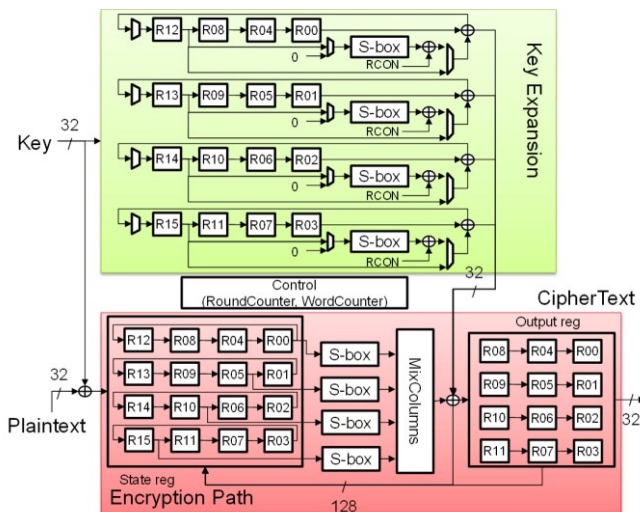 R12 R08 R04 R00
S-box
0
RCON
R13 R09 R05 R01
S-box
0
RCON
Key 32
R14 R10 R06 R02
S-box
0
RCON
R15 R11 R07 R03
S-box
0
RCON
Key Expansion
Control
(RoundCounter, WordCounter)
32
CipherText
Output reg
R12 R08 R04 R00
S-box
R08 R04 R00
R13 R09 R05 R01
S-box
R09 R05 R01
32
Plaintext
R14 R10 R06 R02
S-box
R10 R06 R02
32
R15 R11 R07 R03
S-box
R11 R07 R03
MixColumns
State reg
Encryption Path
128